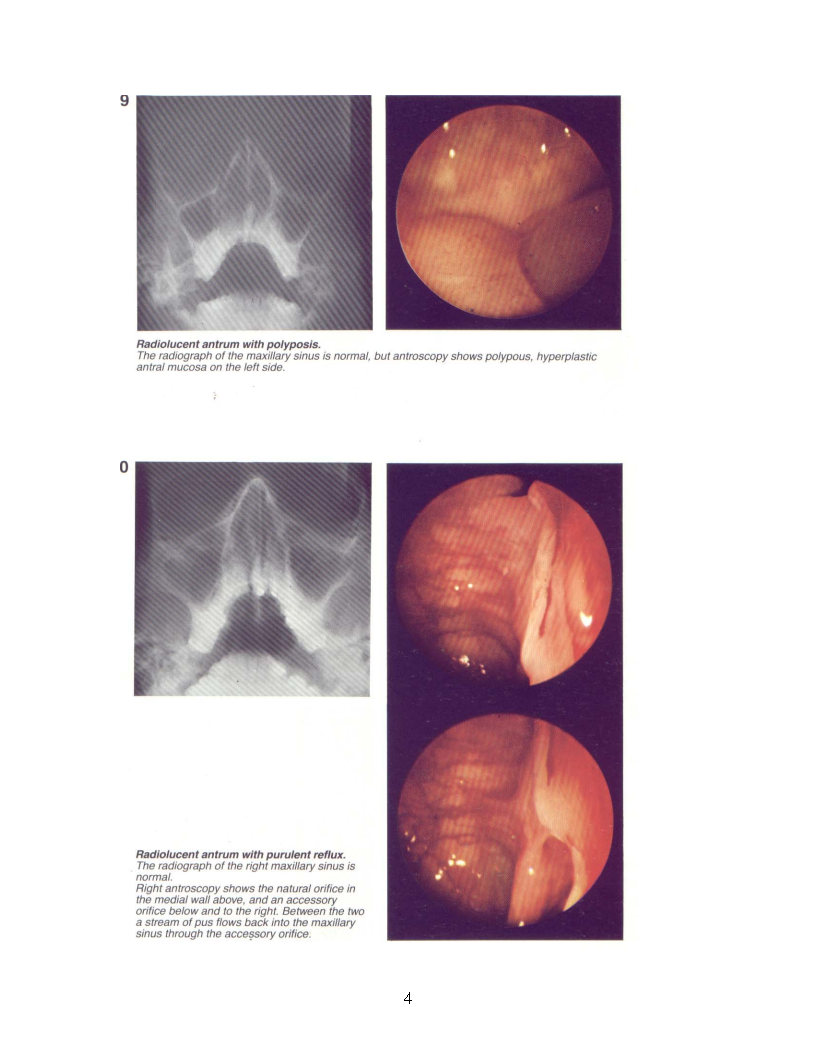 9
Radiolucent antrum with polyposis.
The radiograph of the maxillary sinus is normal, but antroscopy shows polypous, hyperplastic
antral mucosa on the left side.
0
Radiolucent antrum with purulent reflux.
The radiograph of the right maxillary sinus is
normal.
Right antroscopy shows the natural orifice in
the medial wall above, and an accessory
orifice below and to the right. Between the two
a stream of pus flows back into the maxillary
sinus through the accessory orifice.
4